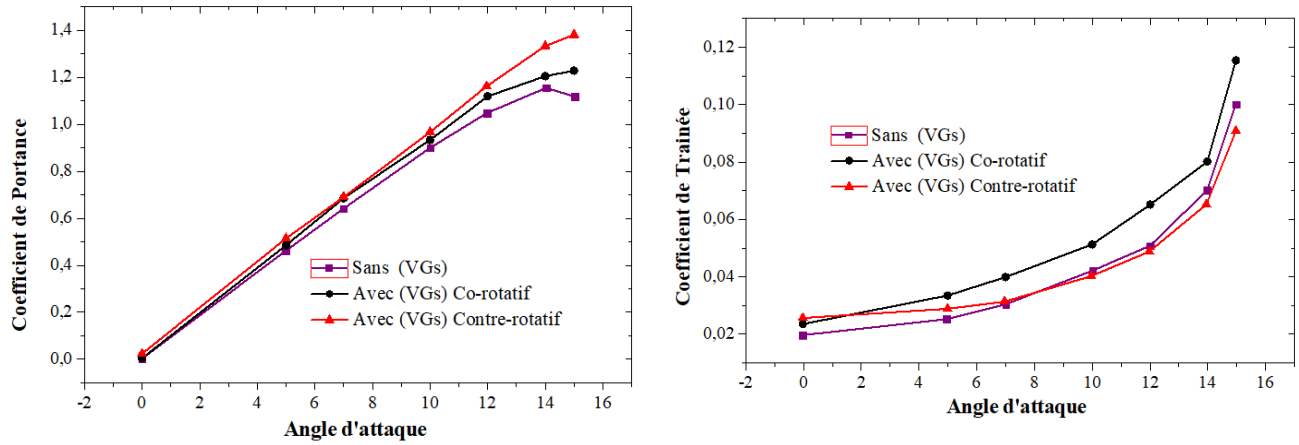 1,4
1,2
1,0
0,8
0,6
0,4
0,2
0,0
Coefficient de Portance
Sans (VGs)
Avec (VGs) Co-rotatif
Avec (VGs) Contre-rotatif
-2 0 2 4 6 8 10 12 14 16
Angle d'attaque
0,12
0,10
0,08
0,06
0,04
0,02
Coefficient de Trainée
Sans (VGs)
Avec (VGs) Co-rotatif
Avec (VGs) Contre-rotatif
-2 0 2 4 6 8 10 12 14 16
Angle d'attaque